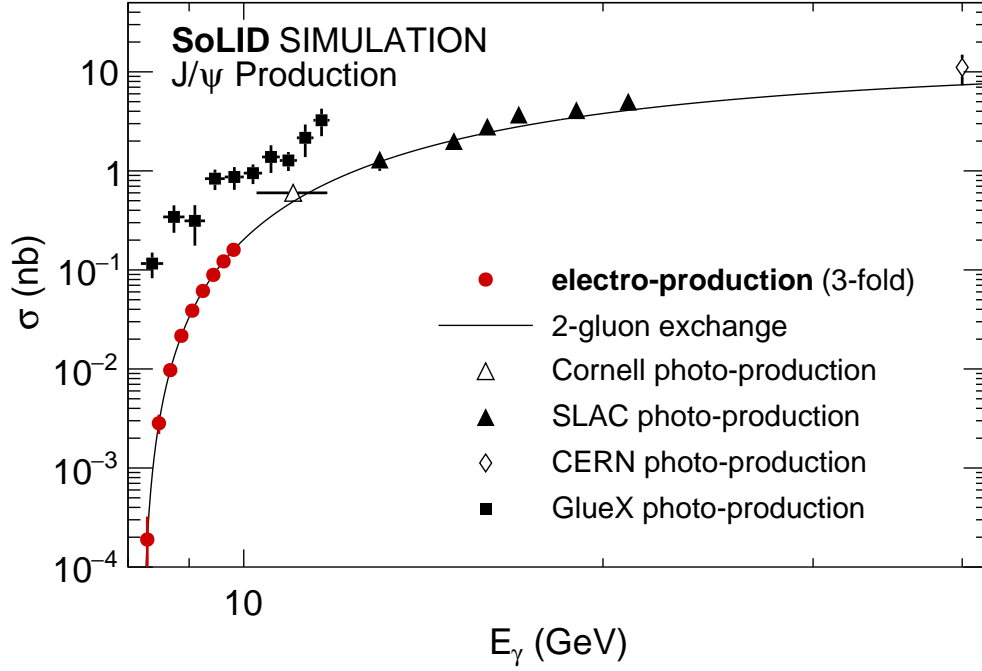 SoLID SIMULATION
J/ψ Production
10
1
10⁻¹
10⁻²
10⁻³
10⁻⁴
σ (nb)
electro-production (3-fold)
2-gluon exchange
Cornell photo-production
SLAC photo-production
CERN photo-production
GlueX photo-production
10
E_γ (GeV)